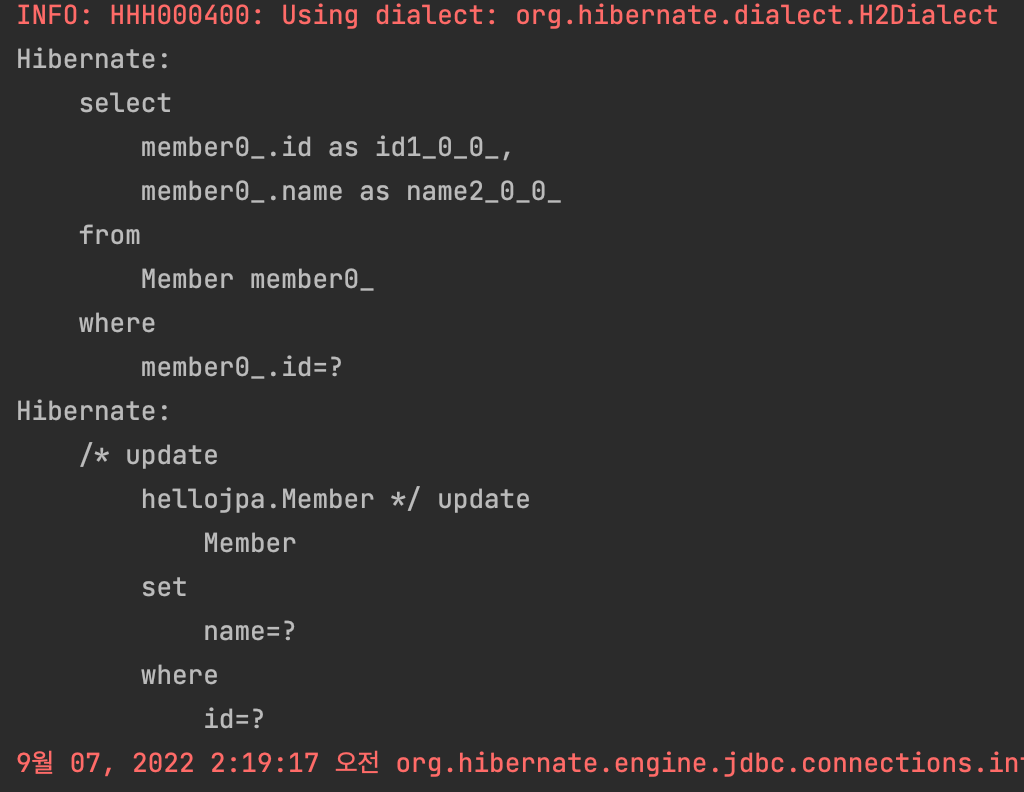 INFO: HHH000400: Using dialect: org.hibernate.dialect.H2Dialect
Hibernate:
    select
        member0_.id as id1_0_0_,
        member0_.name as name2_0_0_
    from
        Member member0_
    where
        member0_.id=?
Hibernate:
    /* update
        hellojpa.Member */ update
            Member
        set
            name=?
        where
            id=?
9월 07, 2022 2:19:17 오전 org.hibernate.engine.jdbc.connections.in